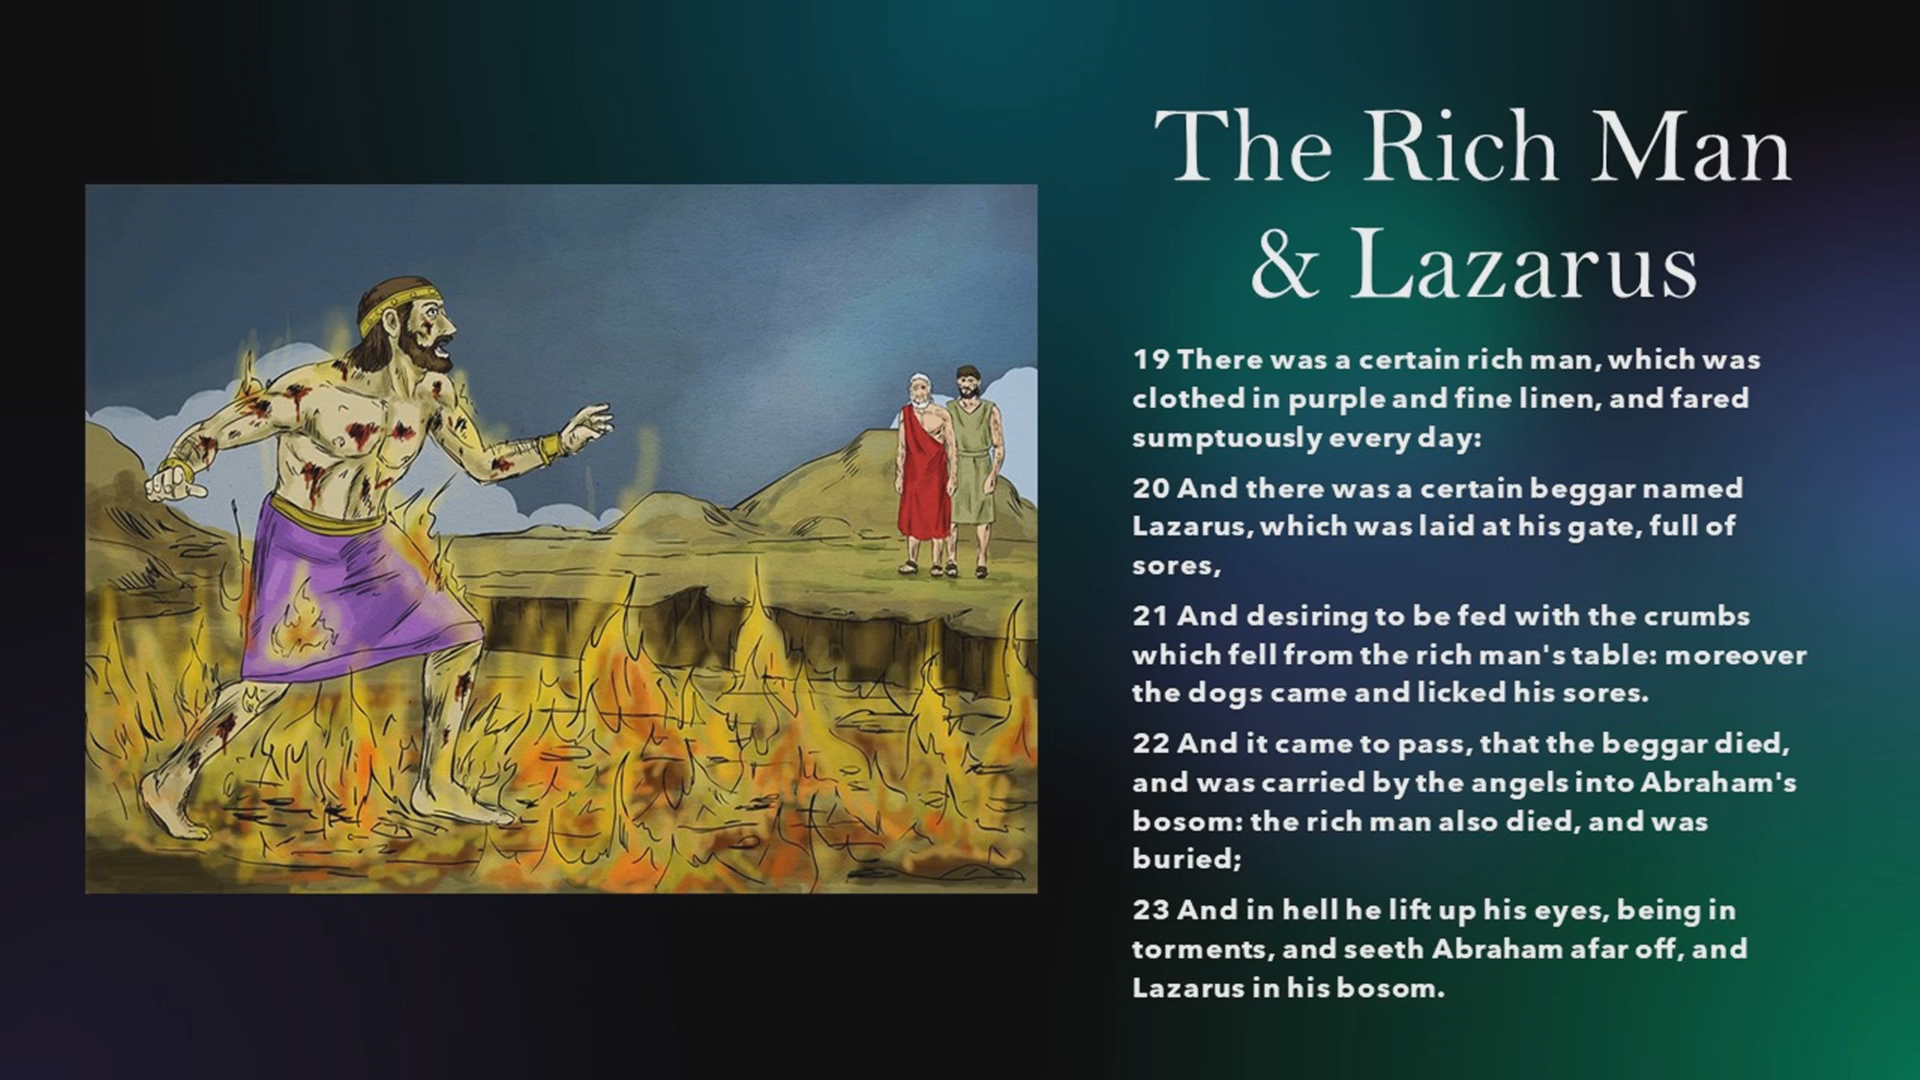 The Rich Man
& Lazarus
19 There was a certain rich man, which was
clothed in purple and fine linen, and fared
sumptuously every day:
20 And there was a certain beggar named
Lazarus, which was laid at his gate, full of
sores,
21 And desiring to be fed with the crumbs
which fell from the rich man's table: moreover
the dogs came and licked his sores.
22 And it came to pass, that the beggar died,
and was carried by the angels into Abraham's
bosom: the rich man also died, and was
buried;
23 And in hell he lift up his eyes, being in
torments, and seeth Abraham afar off, and
Lazarus in his bosom.